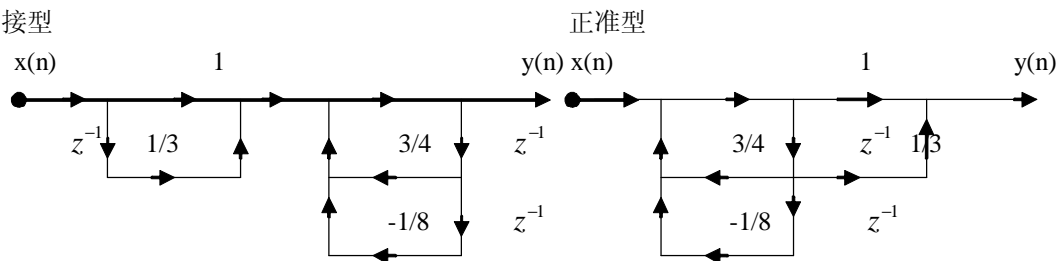 接型 正准型
x(n) 1 y(n) x(n) 1 y(n)
z⁻¹ 1/3 3/4 z⁻¹ 3/4 z⁻¹ 1/3
-1/8 z⁻¹ -1/8 z⁻¹